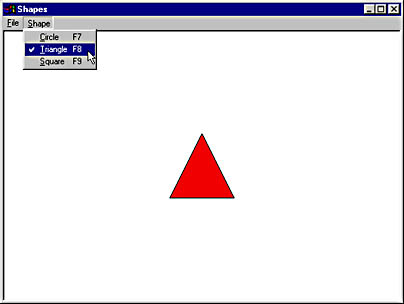 Shapes
File Shape
Circle F7
Triangle F8
Square F9